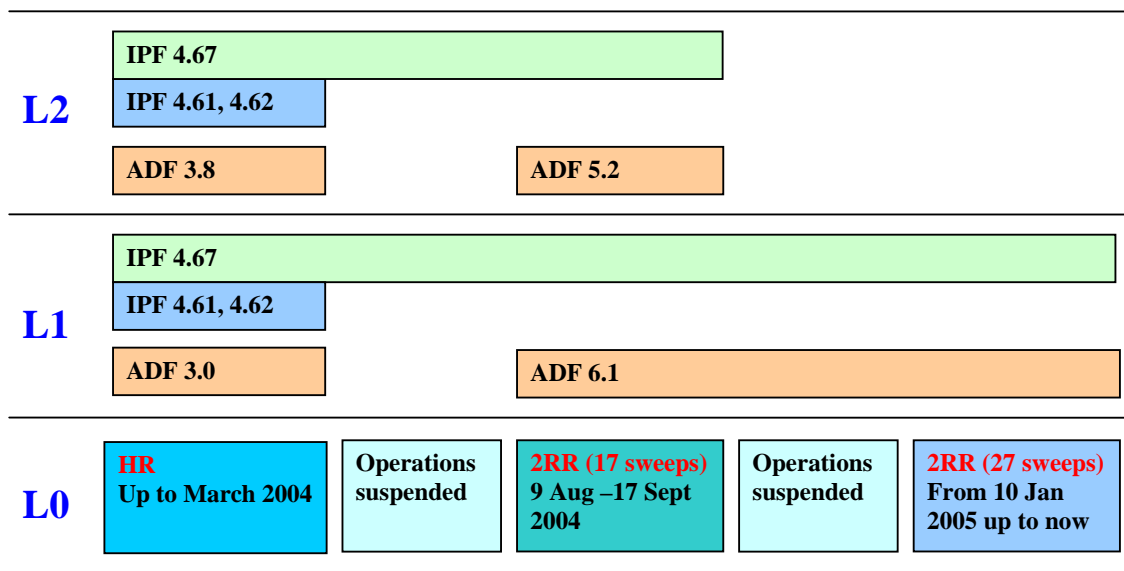 L2
IPF 4.67
IPF 4.61, 4.62
ADF 3.8
ADF 5.2
L1
IPF 4.67
IPF 4.61, 4.62
ADF 3.0
ADF 6.1
L0
HR
Up to March 2004
Operations
suspended
2RR (17 sweeps)
9 Aug –17 Sept
2004
Operations
suspended
2RR (27 sweeps)
From 10 Jan
2005 up to now